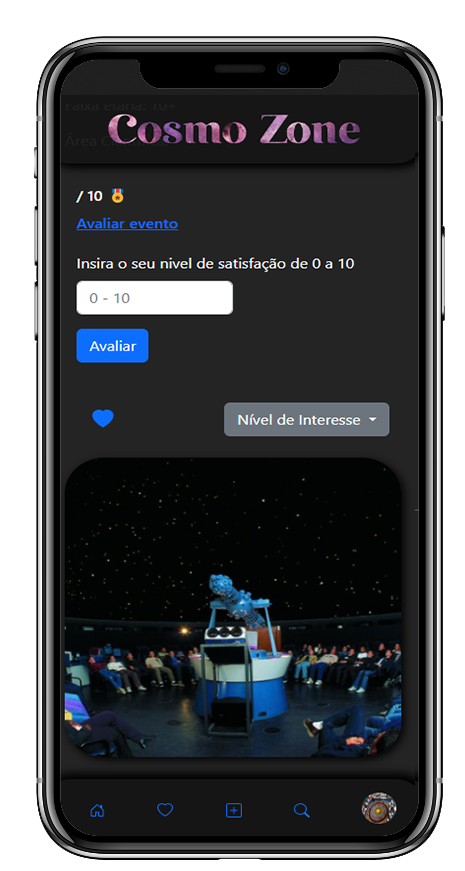 Faixa etária: 10+
Cosmo Zone
Área C
/ 10 🏅
Avaliar evento
Insira o seu nivel de satisfação de 0 a 10
0 - 10
Avaliar
Nível de Interesse